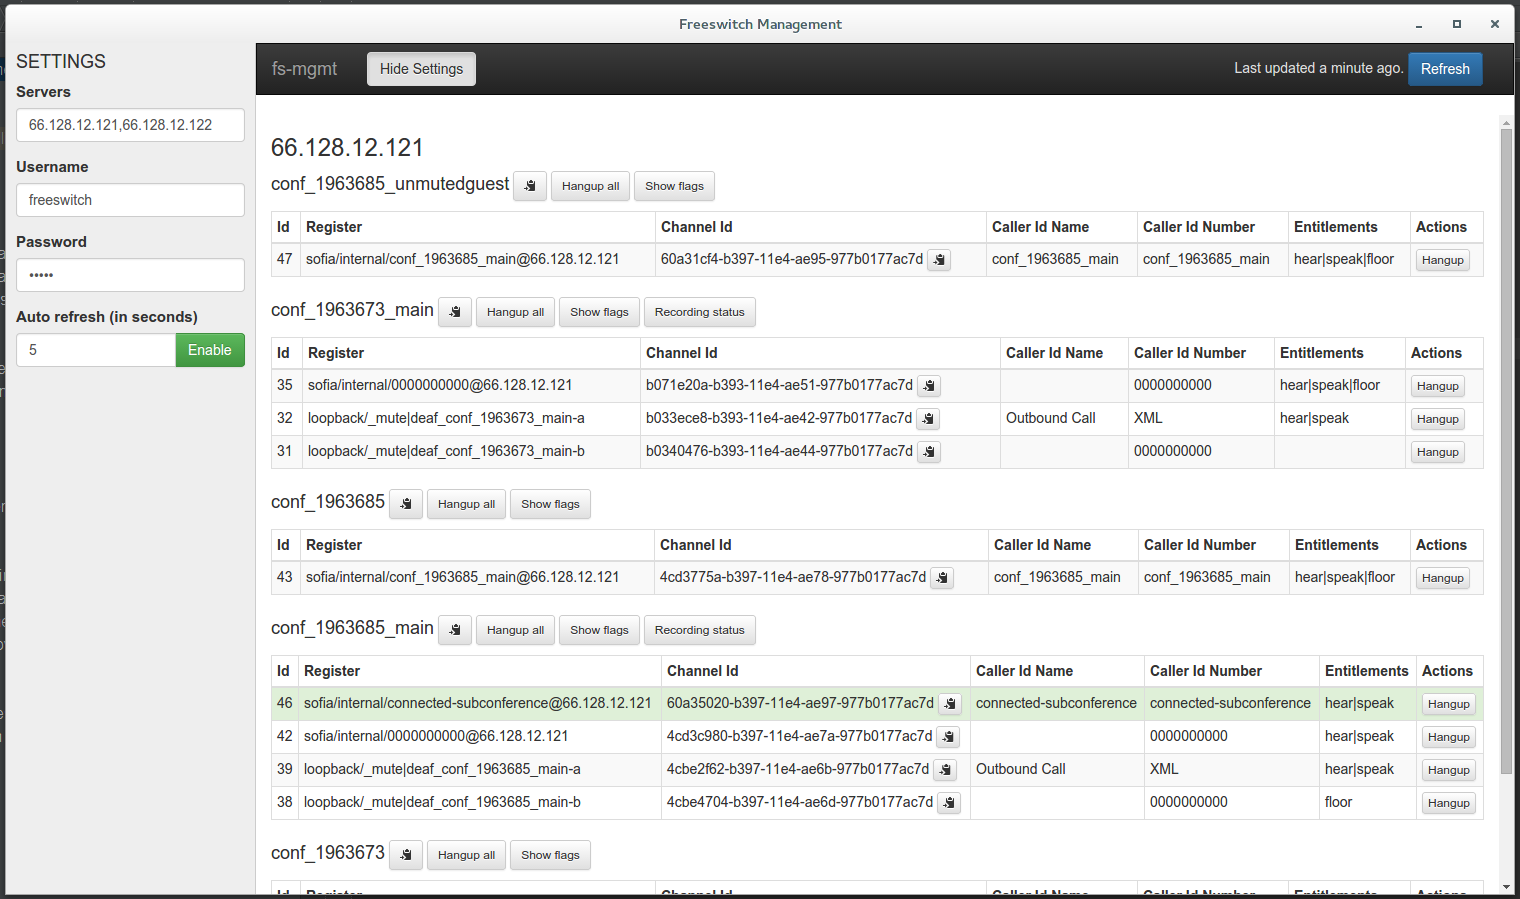 Freeswitch Management
SETTINGS
Servers
66.128.12.121,66.128.12.122
Username
freeswitch
Password
•••••
Auto refresh (in seconds)
5 Enable
fs-mgmt Hide Settings Last updated a minute ago. Refresh
66.128.12.121
conf_1963685_unmutedguest Hangup all Show flags
Id Register Channel Id Caller Id Name Caller Id Number Entitlements Actions
47 sofia/internal/conf_1963685_main@66.128.12.121 60a31cf4-b397-11e4-ae95-977b0177ac7d conf_1963685_main conf_1963685_main hear|speak|floor Hangup
conf_1963673_main Hangup all Show flags Recording status
Id Register Channel Id Caller Id Name Caller Id Number Entitlements Actions
35 sofia/internal/0000000000@66.128.12.121 b071e20a-b393-11e4-ae51-977b0177ac7d 0000000000 hear|speak|floor Hangup
32 loopback/_mute|deaf_conf_1963673_main-a b033ece8-b393-11e4-ae42-977b0177ac7d Outbound Call XML hear|speak Hangup
31 loopback/_mute|deaf_conf_1963673_main-b b0340476-b393-11e4-ae44-977b0177ac7d 0000000000 Hangup
conf_1963685 Hangup all Show flags
Id Register Channel Id Caller Id Name Caller Id Number Entitlements Actions
43 sofia/internal/conf_1963685_main@66.128.12.121 4cd3775a-b397-11e4-ae78-977b0177ac7d conf_1963685_main conf_1963685_main hear|speak|floor Hangup
conf_1963685_main Hangup all Show flags Recording status
Id Register Channel Id Caller Id Name Caller Id Number Entitlements Actions
46 sofia/internal/connected-subconference@66.128.12.121 60a35020-b397-11e4-ae97-977b0177ac7d connected-subconference connected-subconference hear|speak Hangup
42 sofia/internal/0000000000@66.128.12.121 4cd3c980-b397-11e4-ae7a-977b0177ac7d 0000000000 hear|speak Hangup
39 loopback/_mute|deaf_conf_1963685_main-a 4cbe2f62-b397-11e4-ae6b-977b0177ac7d Outbound Call XML hear|speak Hangup
38 loopback/_mute|deaf_conf_1963685_main-b 4cbe4704-b397-11e4-ae6d-977b0177ac7d 0000000000 floor Hangup
conf_1963673 Hangup all Show flags
Id Register Channel Id Caller Id Name Caller Id Number Entitlements Actions